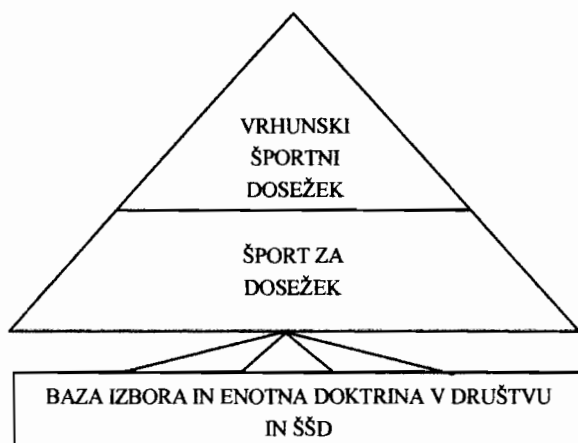 VRHUNSKI
ŠPORTNI
DOSEŽEK
ŠPORT ZA
DOSEŽEK
BAZA IZBORA IN ENOTNA DOKTRINA V DRUŠTVU
IN ŠŠD